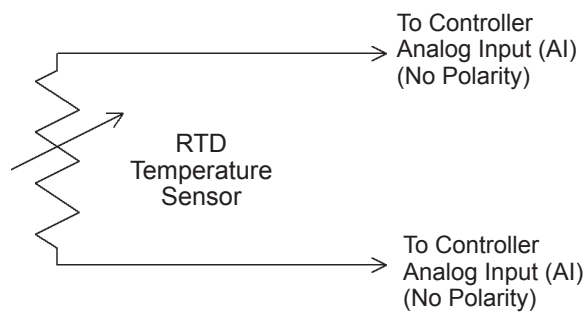 To Controller
Analog Input (AI)
(No Polarity)
RTD
Temperature
Sensor
To Controller
Analog Input (AI)
(No Polarity)